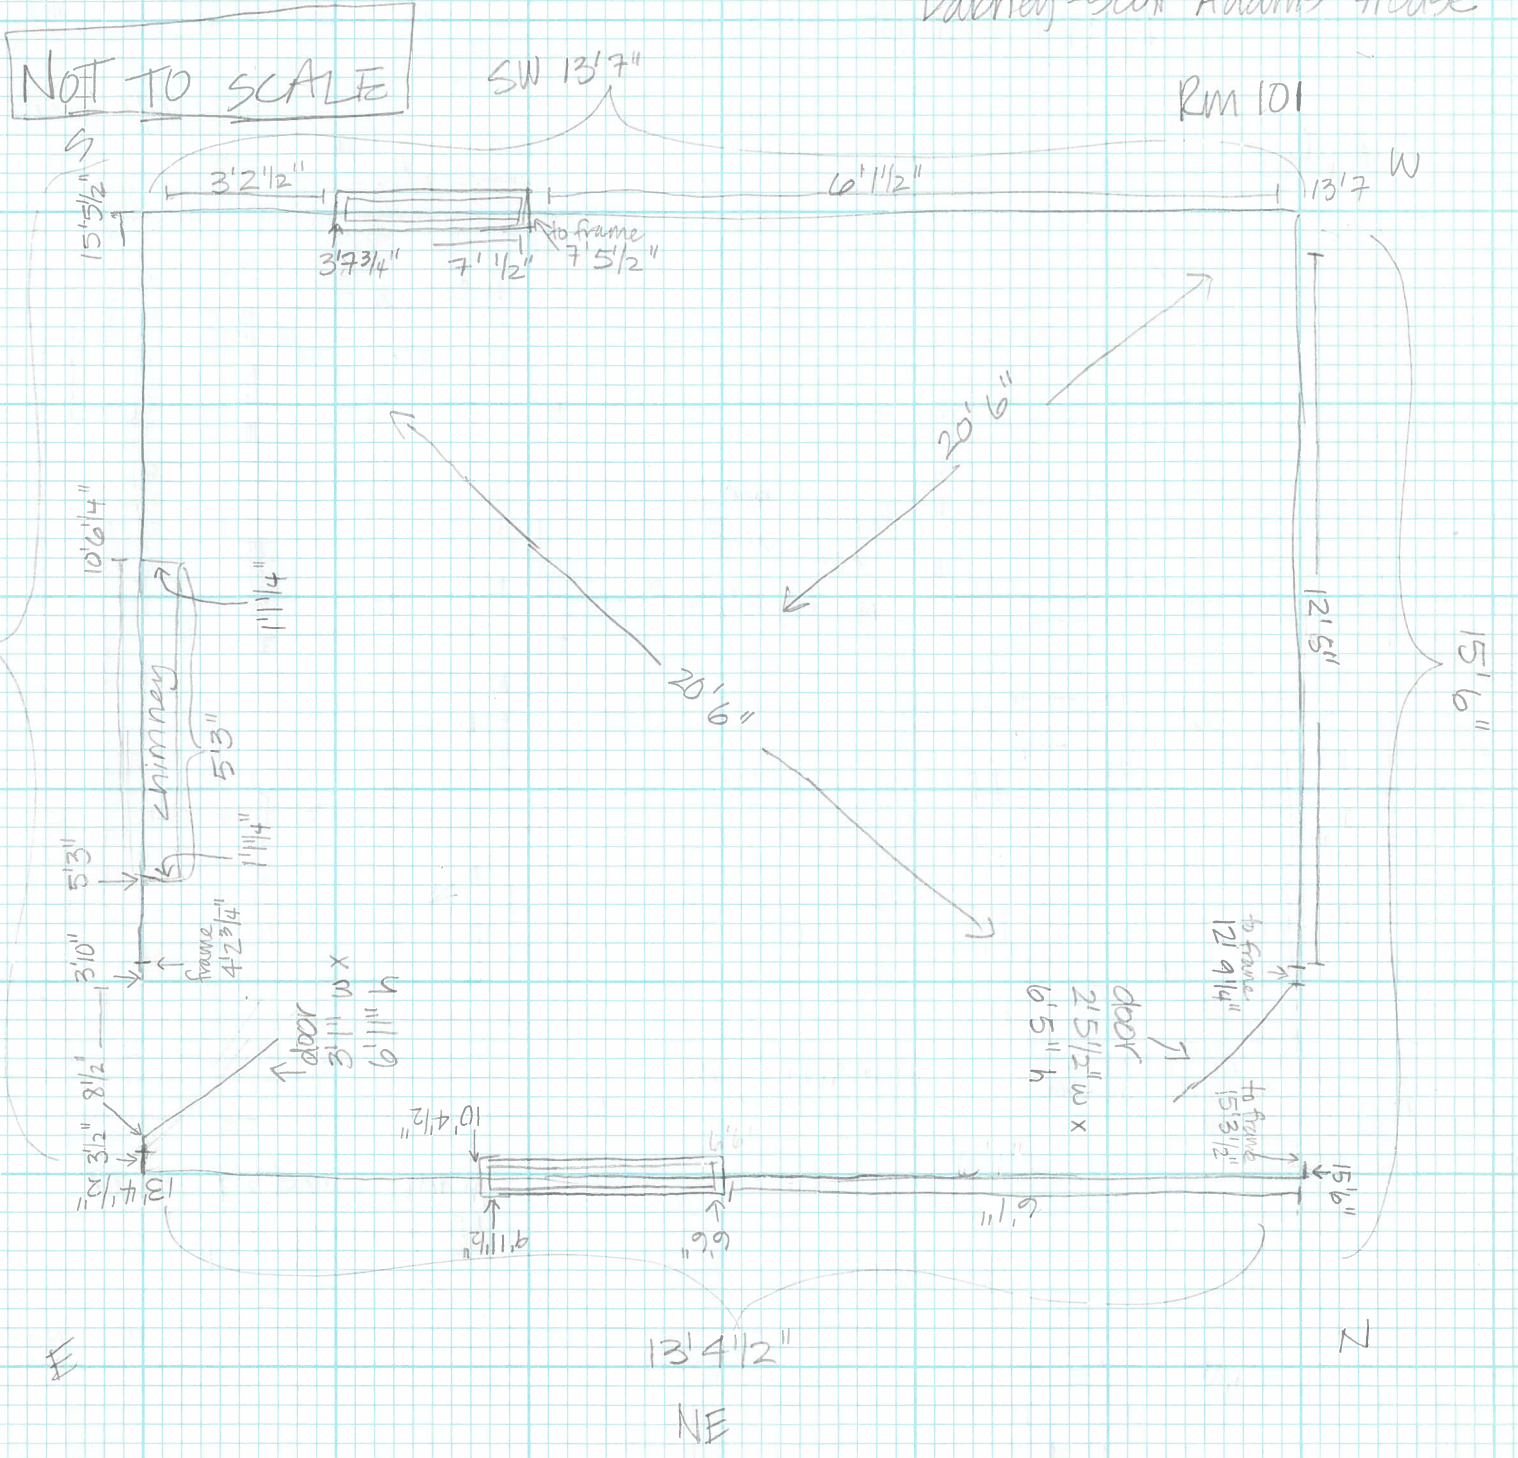 Adams House
NOT TO SCALE
SW 13'7"
Rm 101
S
W
3'2 1/2"
6'1 1/2"
13'7
15'5 1/2"
3'7 3/4"
7' 1/2"
to frame
7'5 1/2"
20' 6"
10'6 1/4"
1'1 1/4"
12'5"
15'6"
chimney
5'3"
20'
6"
1'1 1/4"
5'3"
frame
4'2 3/4"
3'10"
door
3'11" w x
6'11" h
to frame
12' 9 1/4"
door
2'5 1/2" w x
6'5" h
8 1/2"
3 1/2"
to frame
15'3 1/2"
10' 4 1/2"
13'4 1/2"
15'6"
6'1"
9'11 1/2"
6'6"
13'4 1/2"
E
N
NE